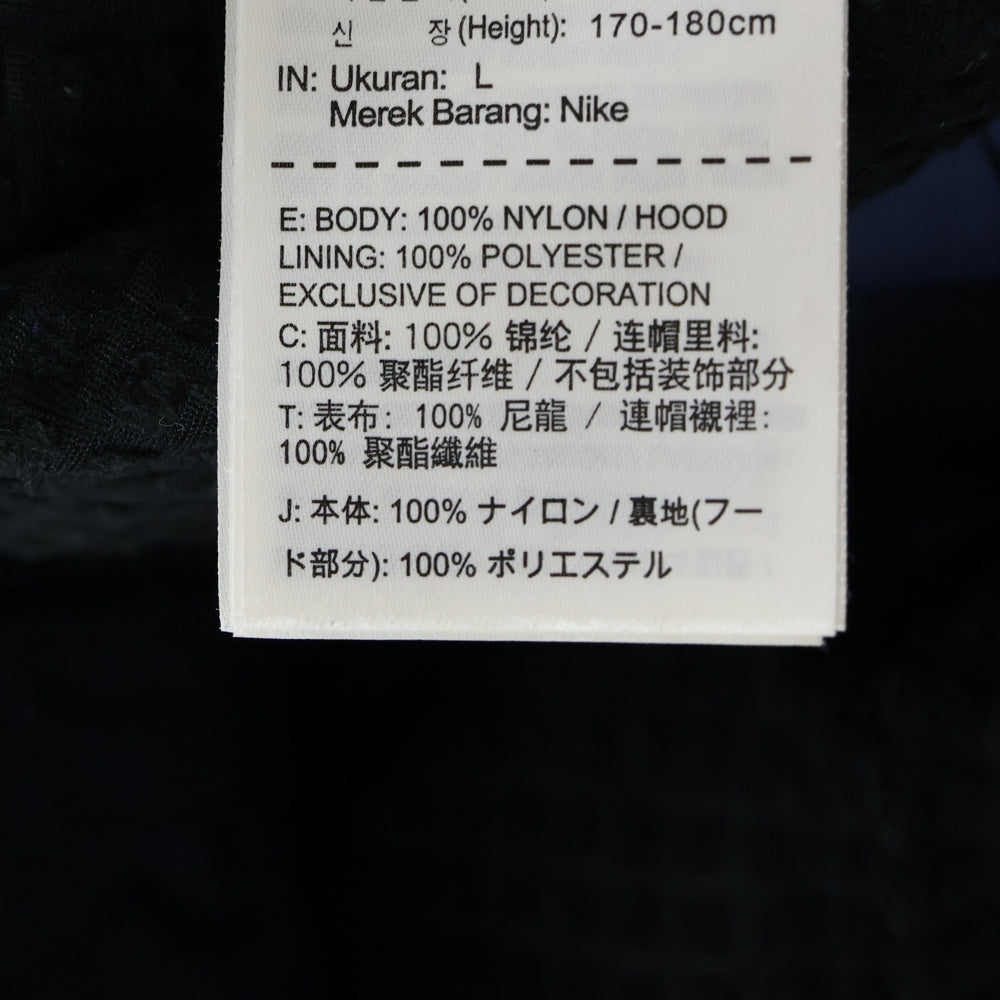 신 장 (Height): 170-180cm
IN: Ukuran: L
Merek Barang: Nike
E: BODY: 100% NYLON / HOOD
LINING: 100% POLYESTER /
EXCLUSIVE OF DECORATION
C: 面料: 100% 锦纶 / 连帽里料:
100% 聚酯纤维 / 不包括装饰部分
T: 表布: 100% 尼龍 / 連帽襯裡:
100% 聚酯纖維
J: 本体: 100% ナイロン / 裏地(フー
ド部分): 100% ポリエステル